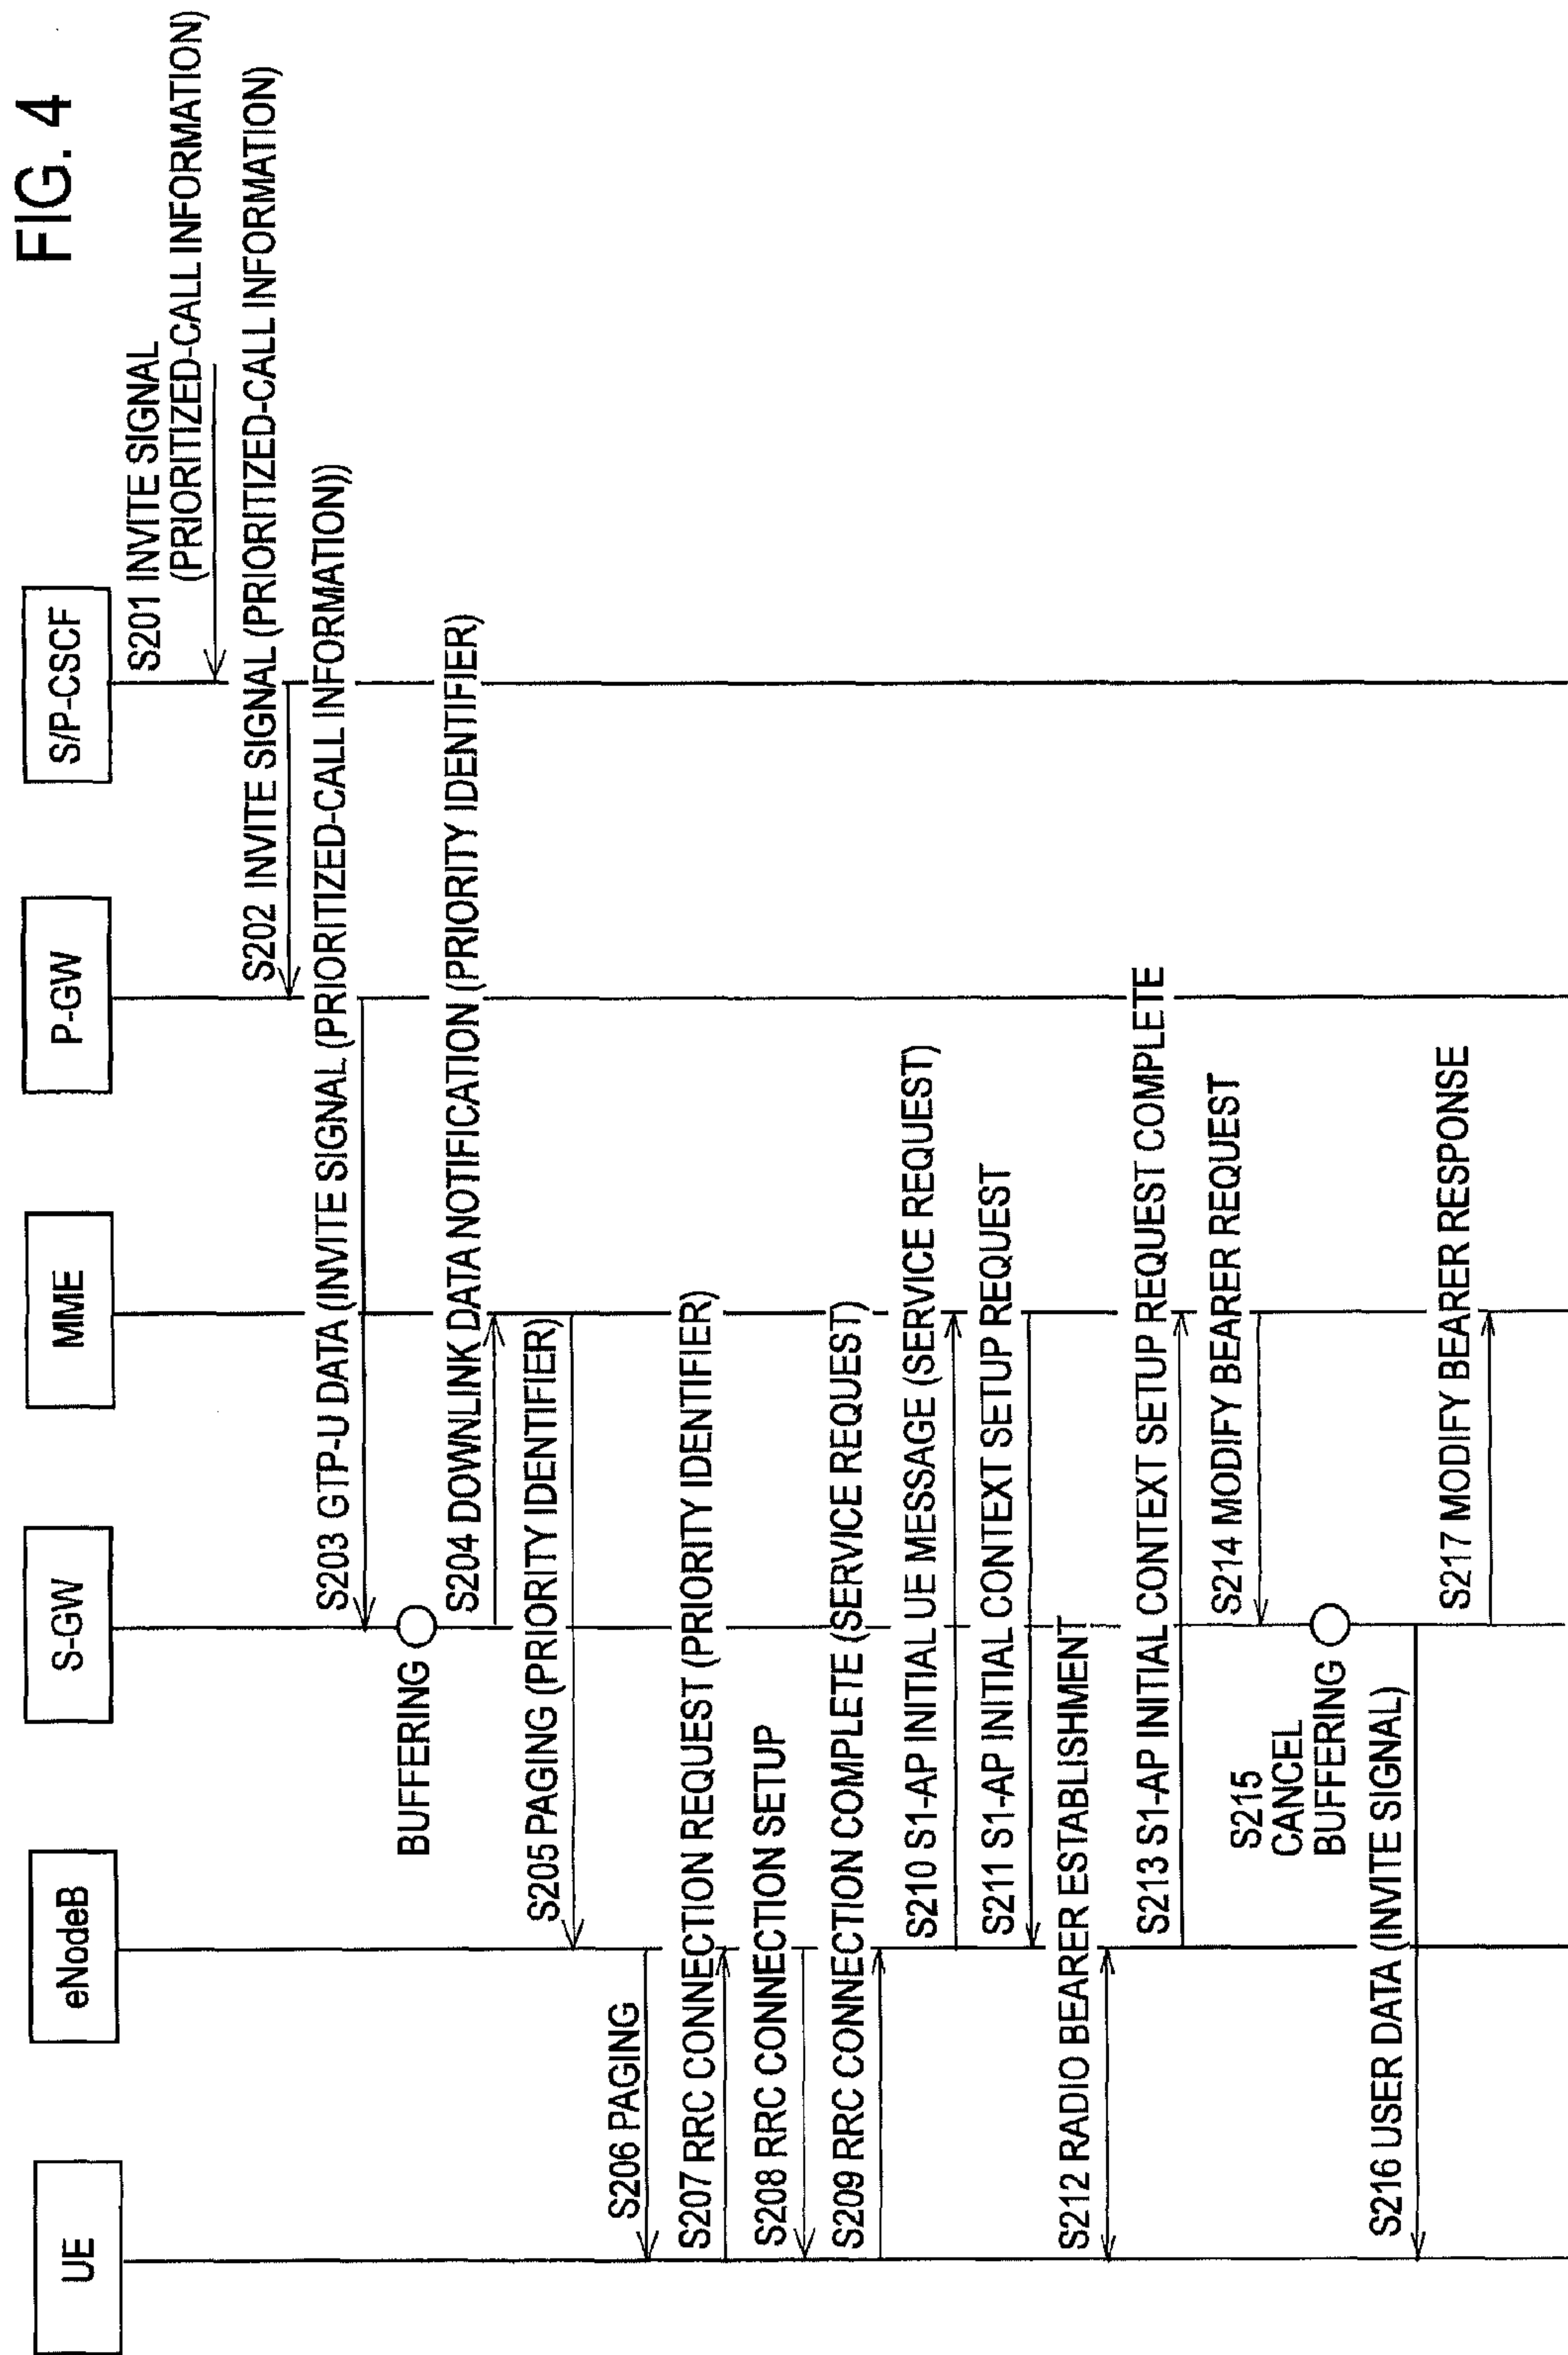 FIG. 4
UE
eNodeB
S-GW
MME
P-GW
S/P-CSCF
S201 INVITE SIGNAL
(PRIORITIZED-CALL INFORMATION)
S202 INVITE SIGNAL (PRIORITIZED-CALL INFORMATION)
S203 GTP-U DATA (INVITE SIGNAL (PRIORITIZED-CALL INFORMATION))
BUFFERING
S204 DOWNLINK DATA NOTIFICATION (PRIORITY IDENTIFIER)
S205 PAGING (PRIORITY IDENTIFIER)
S206 PAGING
S207 RRC CONNECTION REQUEST (PRIORITY IDENTIFIER)
S208 RRC CONNECTION SETUP
S209 RRC CONNECTION COMPLETE (SERVICE REQUEST)
S210 S1-AP INITIAL UE MESSAGE (SERVICE REQUEST)
S211 S1-AP INITIAL CONTEXT SETUP REQUEST
S212 RADIO BEARER ESTABLISHMENT
S213 S1-AP INITIAL CONTEXT SETUP REQUEST COMPLETE
S214 MODIFY BEARER REQUEST
S215
CANCEL
BUFFERING
S216 USER DATA (INVITE SIGNAL)
S217 MODIFY BEARER RESPONSE